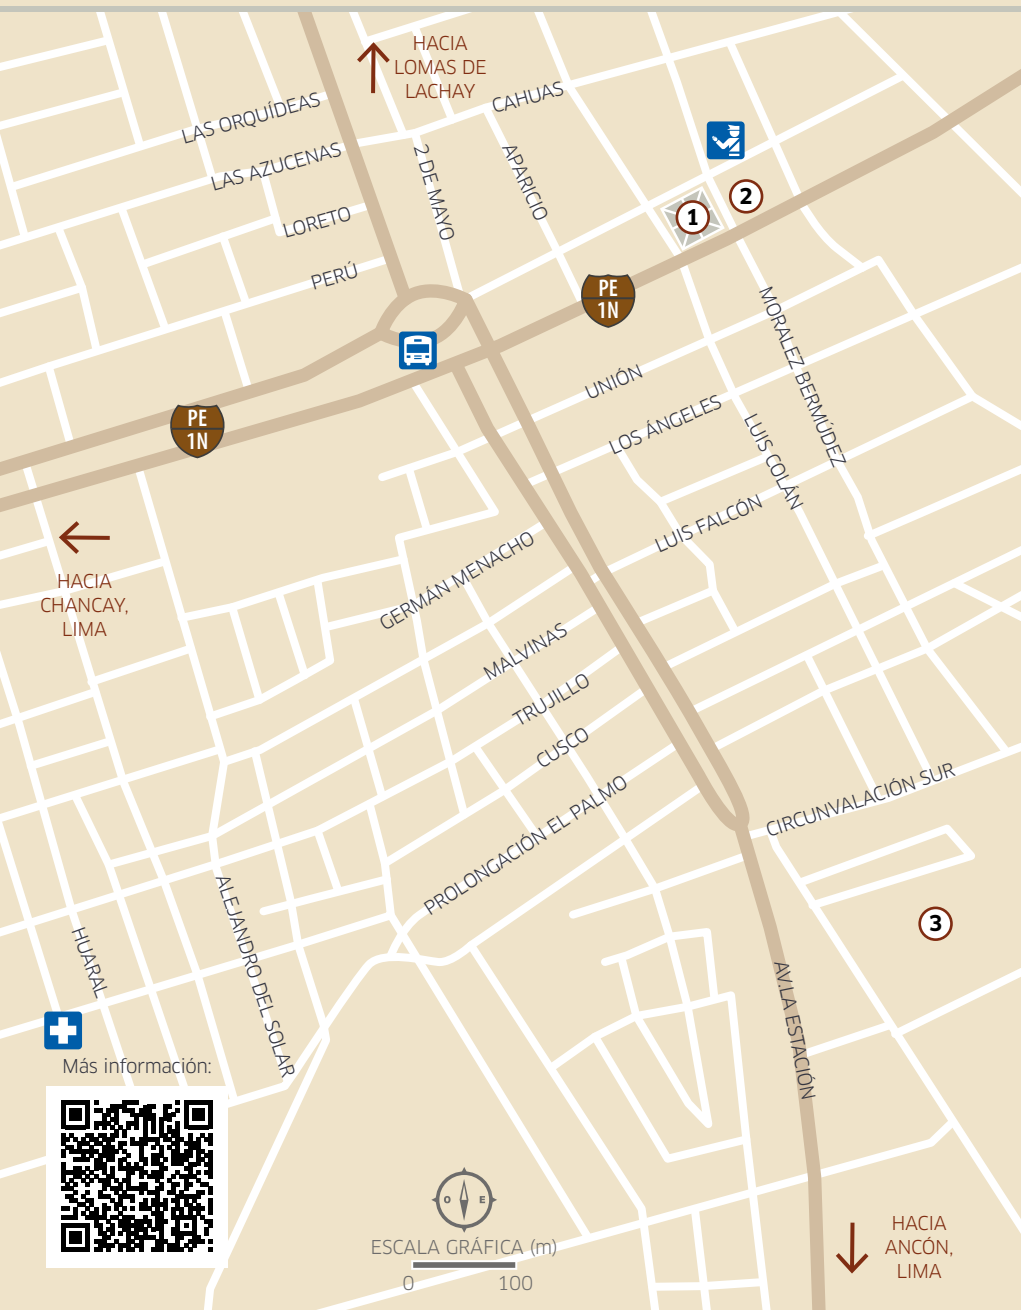 HACIA
LOMAS DE
LACHAY
CAHUAS
LAS ORQUÍDEAS
LAS AZUCENAS
2 DE MAYO
APARICIO
LORETO
PERÚ
2
1
PE
1N
MORALEZ BERMÚDEZ
UNIÓN
PE
1N
LOS ÁNGELES
LUIS COLÁN
LUIS FALCÓN
HACIA
CHANCAY,
LIMA
GERMÁN MENACHO
MALVINAS
TRUJILLO
CUSCO
PROLONGACIÓN EL PALMO
CIRCUNVALACIÓN SUR
ALEJANDRO DEL SOLAR
HUARAL
3
AV.LA ESTACIÓN
Más información:
O E
ESCALA GRÁFICA (m)
0 100
HACIA
ANCÓN,
LIMA